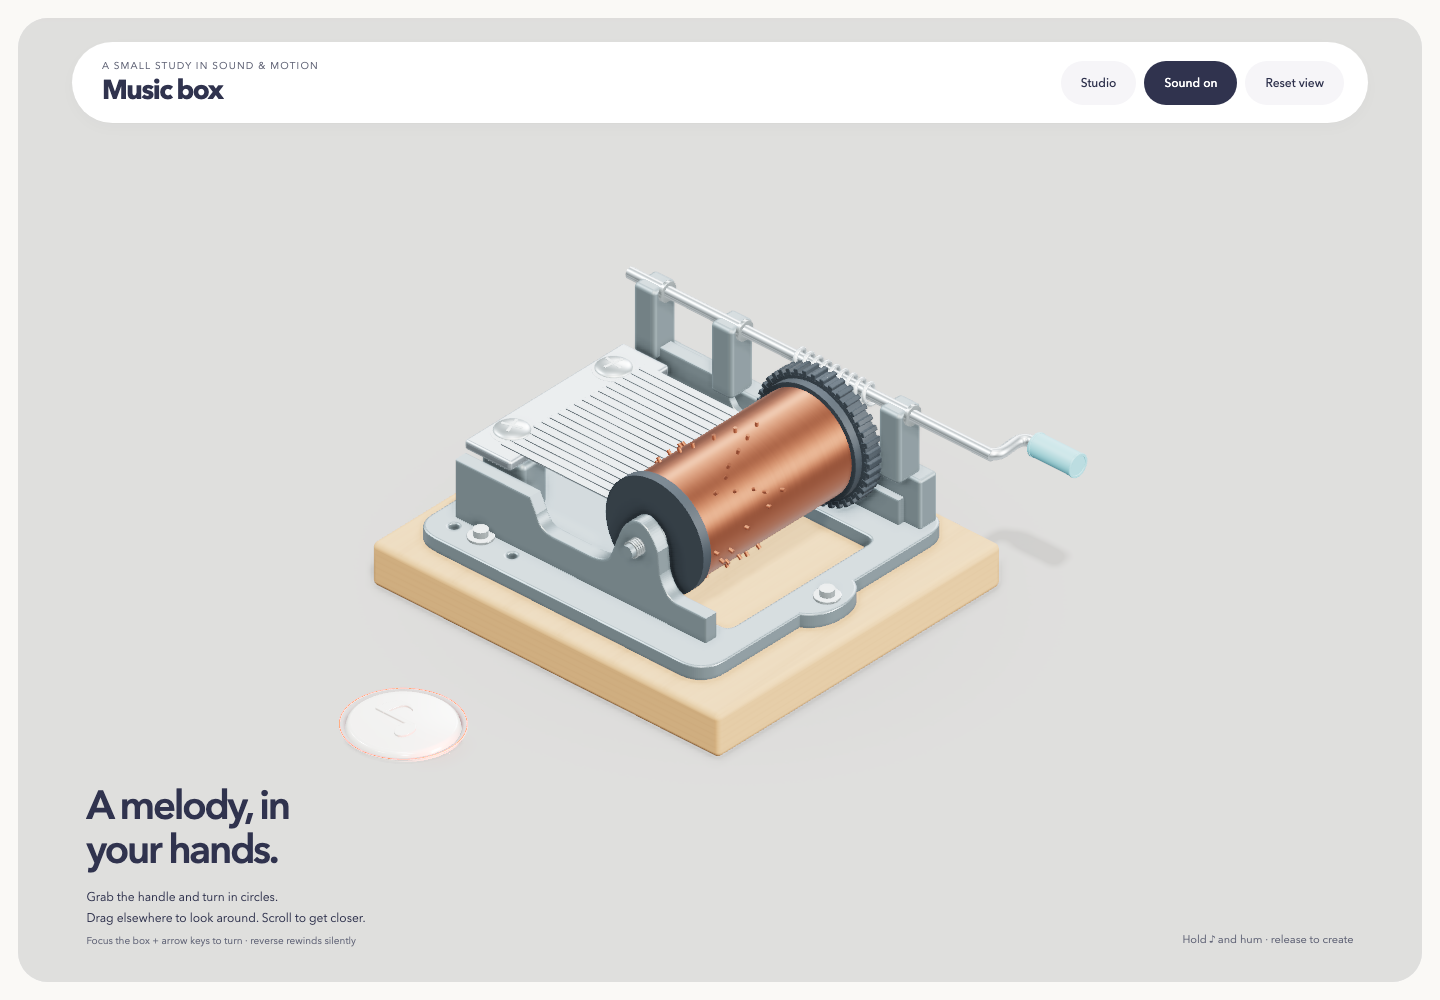 A SMALL STUDY IN SOUND & MOTION
Music box
Studio
Sound on
Reset view
A melody, in
your hands.
Grab the handle and turn in circles.
Drag elsewhere to look around. Scroll to get closer.
Focus the box + arrow keys to turn · reverse rewinds silently
Hold ♪ and hum · release to create